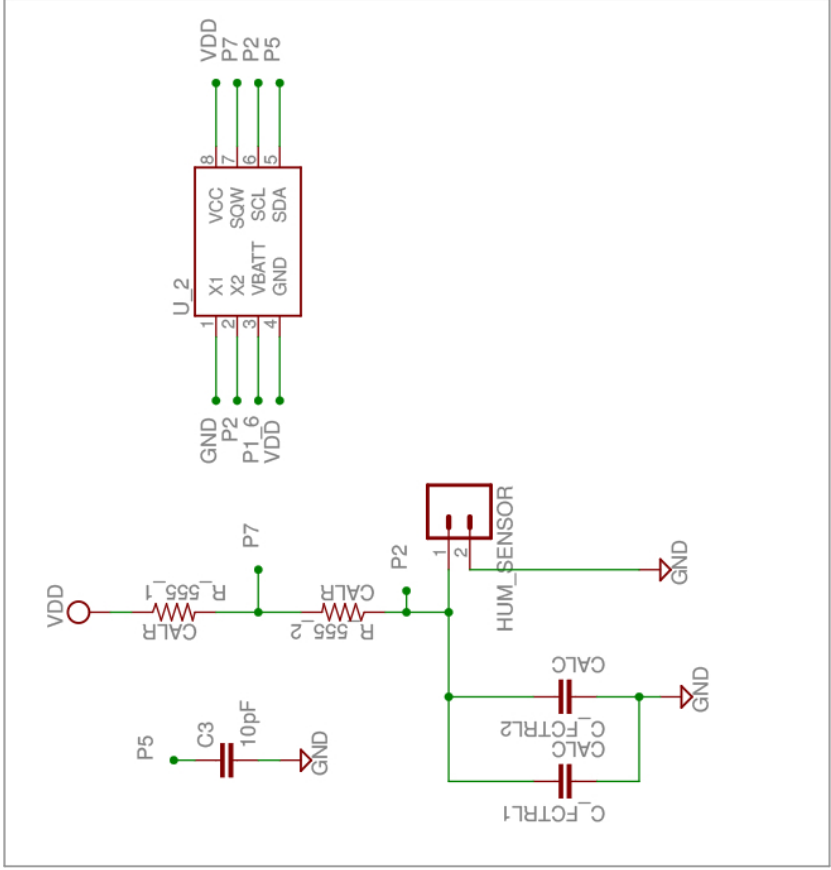 VDD
P7
P2
P5
8
7
6
5
VCC
SQW
SCL
SDA
U_2
X1
X2
VBATT
GND
1
2
3
4
GND
P2
P1_6
VDD
HUM_SENSOR
1
2
GND
VDD
R_555_1
CALR
P7
CALR
R_555_2
P2
CALC
C_FCTRL2
GND
CALC
C_FCTRL1
P5
C3
10pF
GND